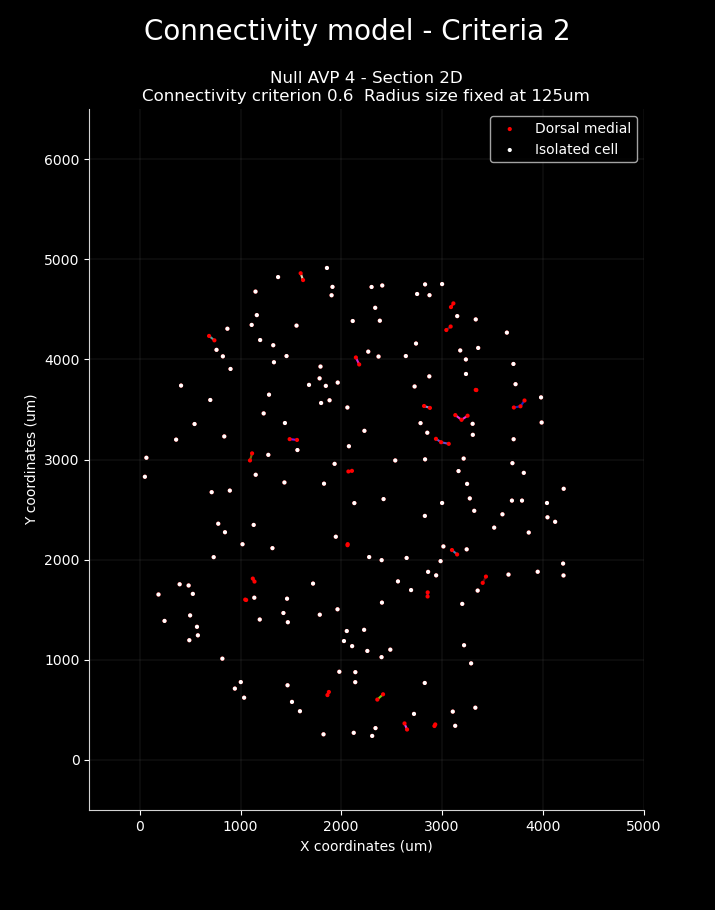 Connectivity model - Criteria 2
Null AVP 4 - Section 2D
Connectivity criterion 0.6  Radius size fixed at 125um
Dorsal medial
Isolated cell
6000
5000
4000
3000
2000
1000
0
Y coordinates (um)
0
1000
2000
3000
4000
5000
X coordinates (um)